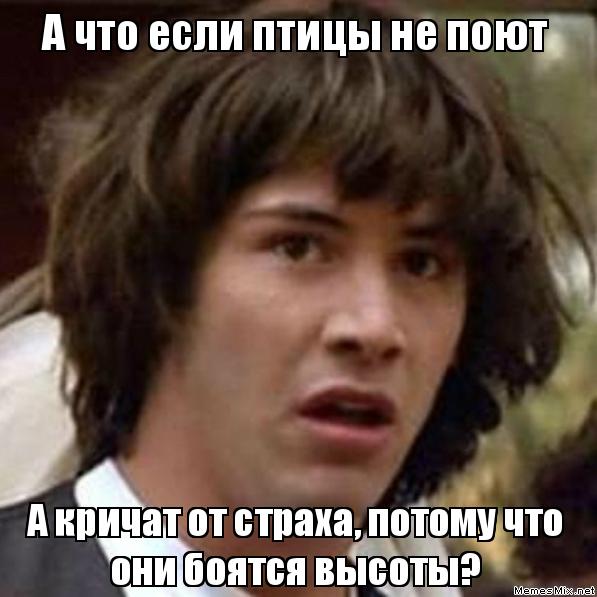 А что если птицы не поют
А кричат от страха, потому что
они боятся высоты?
MemesMix.net